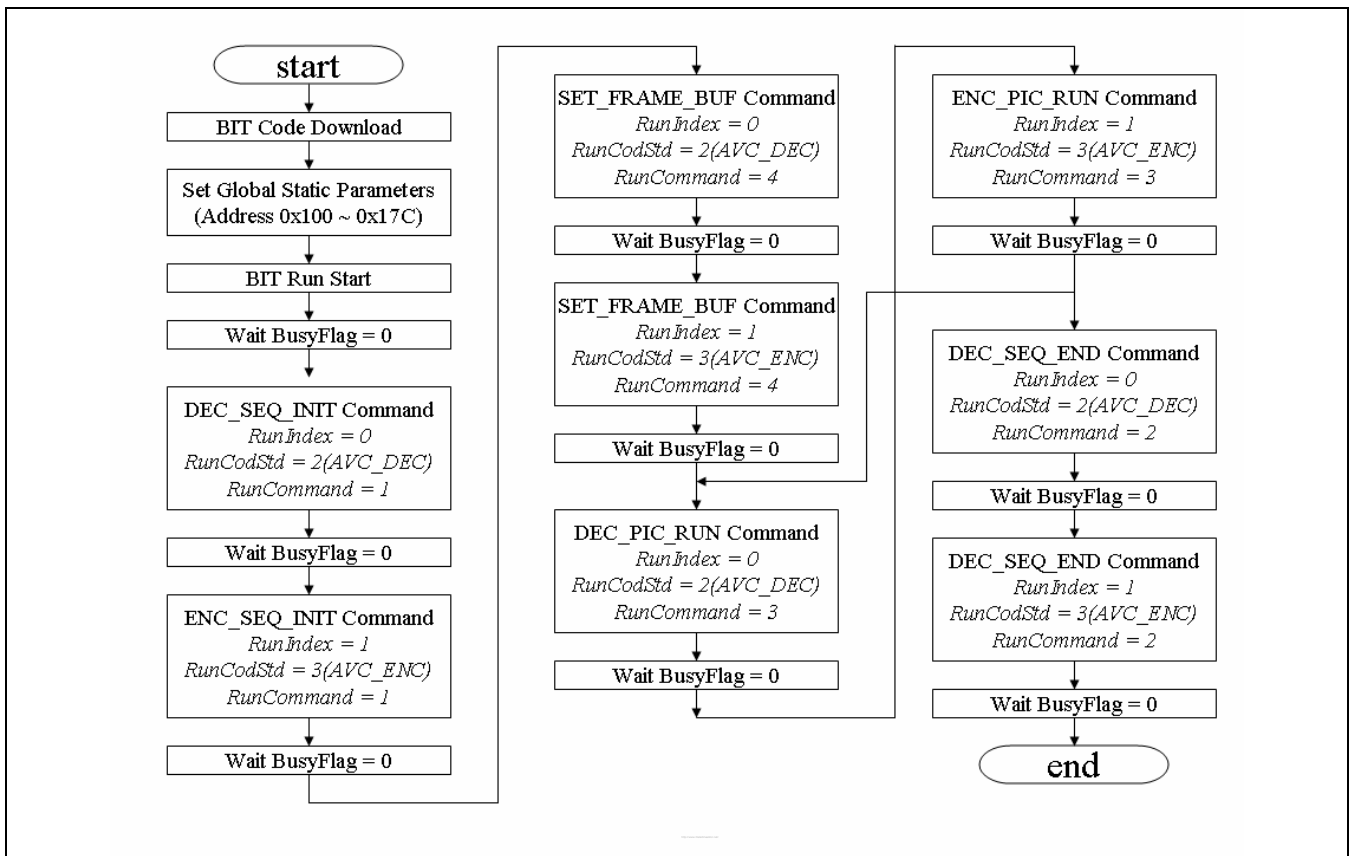 start
BIT Code Download
Set Global Static Parameters
(Address 0x100 ~ 0x17C)
BIT Run Start
Wait BusyFlag = 0
DEC_SEQ_INIT Command
RunIndex = 0
RunCodStd = 2(AVC_DEC)
RunCommand = 1
Wait BusyFlag = 0
ENC_SEQ_INIT Command
RunIndex = 1
RunCodStd = 3(AVC_ENC)
RunCommand = 1
Wait BusyFlag = 0
SET_FRAME_BUF Command
RunIndex = 0
RunCodStd = 2(AVC_DEC)
RunCommand = 4
Wait BusyFlag = 0
SET_FRAME_BUF Command
RunIndex = 1
RunCodStd = 3(AVC_ENC)
RunCommand = 4
Wait BusyFlag = 0
DEC_PIC_RUN Command
RunIndex = 0
RunCodStd = 2(AVC_DEC)
RunCommand = 3
Wait BusyFlag = 0
ENC_PIC_RUN Command
RunIndex = 1
RunCodStd = 3(AVC_ENC)
RunCommand = 3
Wait BusyFlag = 0
DEC_SEQ_END Command
RunIndex = 0
RunCodStd = 2(AVC_DEC)
RunCommand = 2
Wait BusyFlag = 0
DEC_SEQ_END Command
RunIndex = 1
RunCodStd = 3(AVC_ENC)
RunCommand = 2
Wait BusyFlag = 0
end